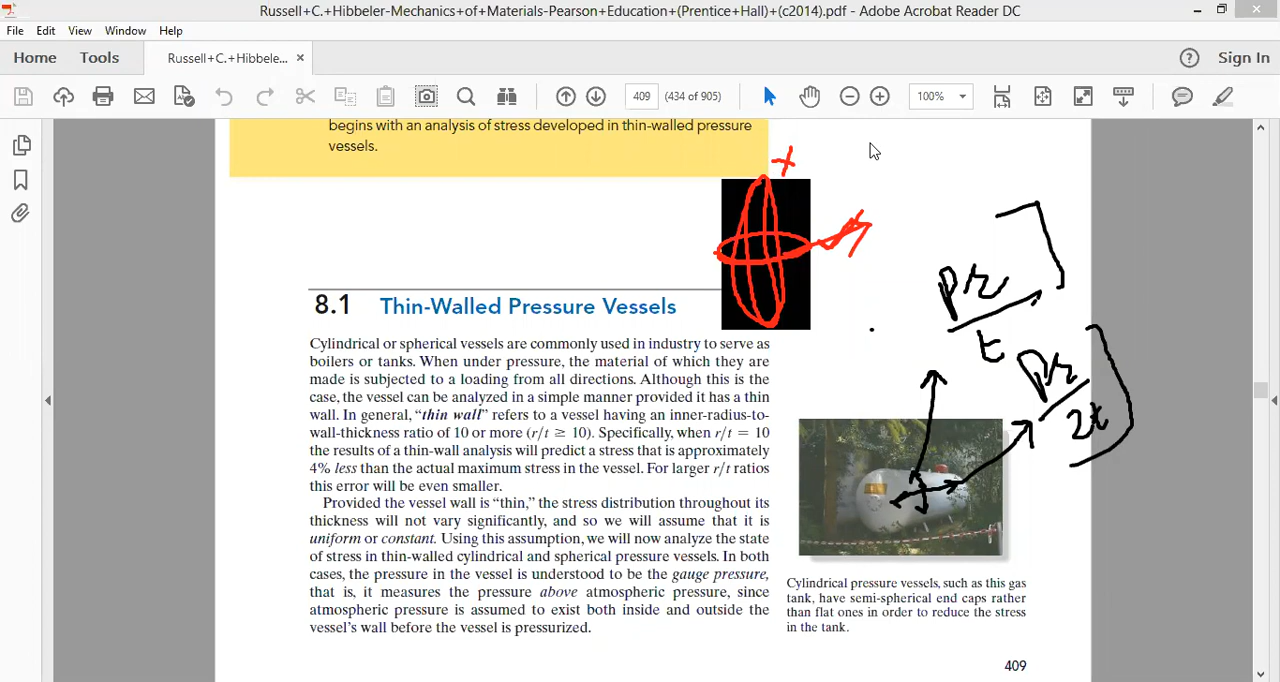 Russell+C.+Hibbeler-Mechanics+of+Materials-Pearson+Education+(Prentice+Hall)+(c2014).pdf - Adobe Acrobat Reader DC
File Edit View Window Help
Home Tools Russell+C.+Hibbele... × Sign In
409 (434 of 905) 100%
begins with an analysis of stress developed in thin-walled pressure
vessels.
pr
t
pr
2t
8.1 Thin-Walled Pressure Vessels
Cylindrical or spherical vessels are commonly used in industry to serve as
boilers or tanks. When under pressure, the material of which they are
made is subjected to a loading from all directions. Although this is the
case, the vessel can be analyzed in a simple manner provided it has a thin
wall. In general, “thin wall” refers to a vessel having an inner-radius-to-
wall-thickness ratio of 10 or more (r/t ≥ 10). Specifically, when r/t = 10
the results of a thin-wall analysis will predict a stress that is approximately
4% less than the actual maximum stress in the vessel. For larger r/t ratios
this error will be even smaller.
Provided the vessel wall is “thin,” the stress distribution throughout its
thickness will not vary significantly, and so we will assume that it is
uniform or constant. Using this assumption, we will now analyze the state
of stress in thin-walled cylindrical and spherical pressure vessels. In both
cases, the pressure in the vessel is understood to be the gauge pressure,
that is, it measures the pressure above atmospheric pressure, since
atmospheric pressure is assumed to exist both inside and outside the
vessel’s wall before the vessel is pressurized.
Cylindrical pressure vessels, such as this gas
tank, have semi-spherical end caps rather
than flat ones in order to reduce the stress
in the tank.
409